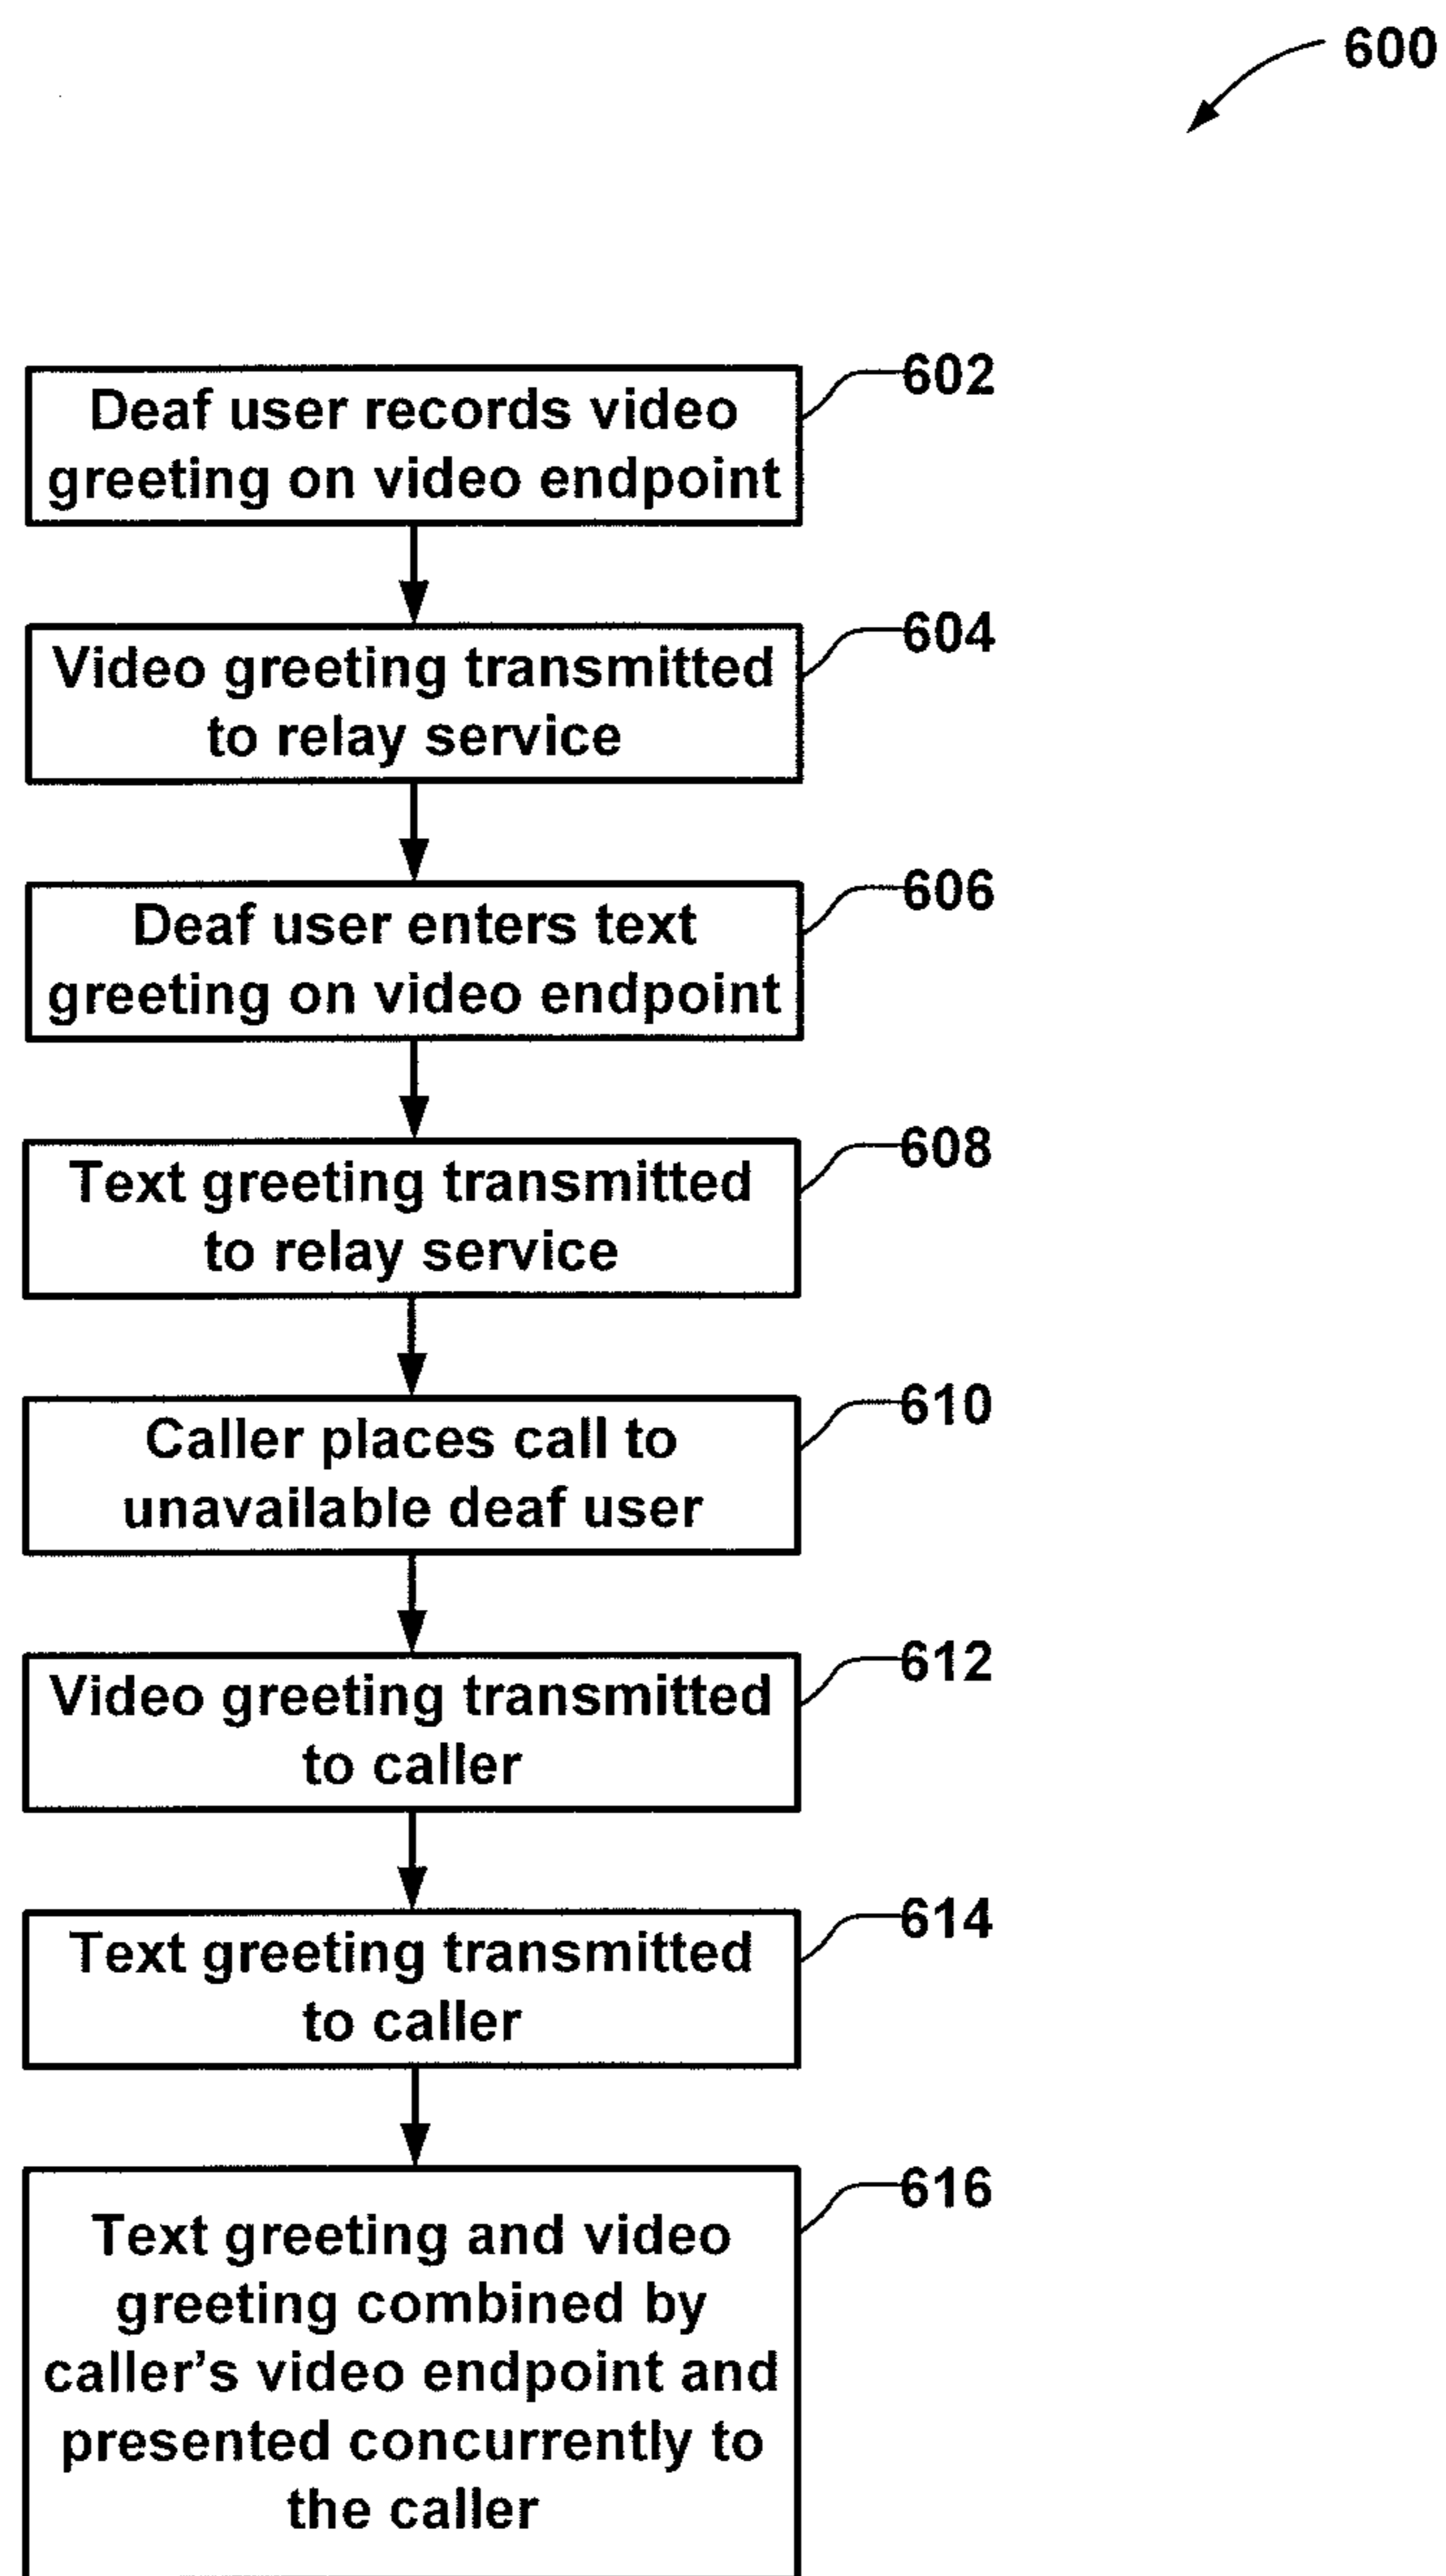 600
Deaf user records video
greeting on video endpoint
602
Video greeting transmitted
to relay service
604
Deaf user enters text
greeting on video endpoint
606
Text greeting transmitted
to relay service
608
Caller places call to
unavailable deaf user
610
Video greeting transmitted
to caller
612
Text greeting transmitted
to caller
614
Text greeting and video
greeting combined by
caller’s video endpoint and
presented concurrently to
the caller
616